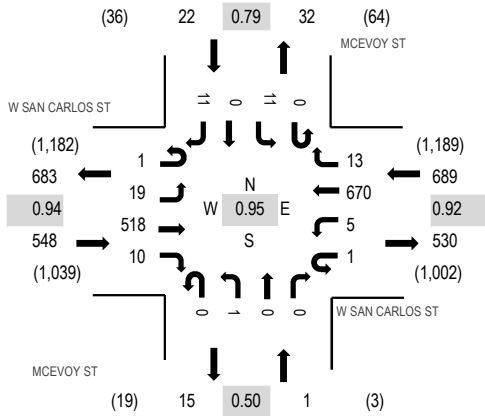 (36) 22 0.79 32 (64)
MCEVOY ST
11 0 11 0
W SAN CARLOS ST
(1,182) (1,189)
683 1 13 689
0.94 19 N 670 0.92
W 0.95 E
548 518 S 5 530
10 1
(1,039) (1,002)
0 1 0 0
W SAN CARLOS ST
MCEVOY ST
(19) 15 0.50 1 (3)